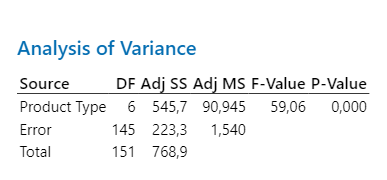 Analysis of Variance
Source DF Adj SS Adj MS F-Value P-Value
Product Type 6 545,7 90,945 59,06 0,000
Error 145 223,3 1,540
Total 151 768,9